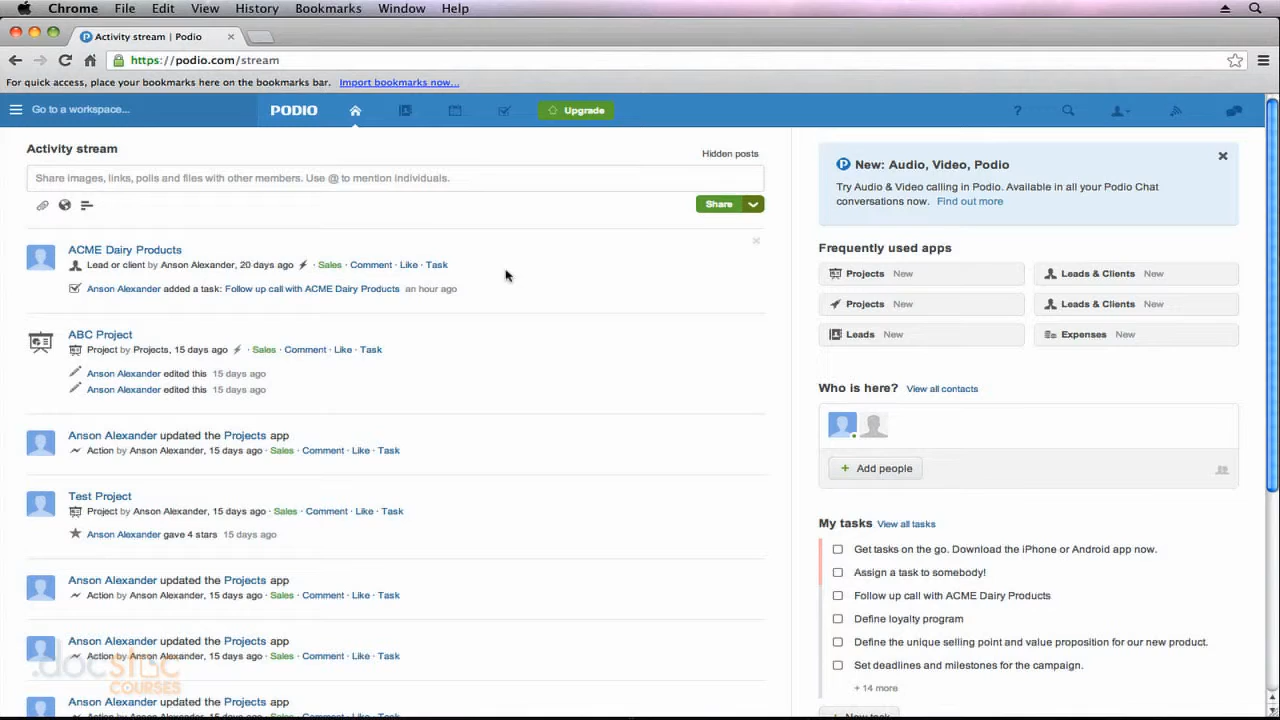 Chrome File Edit View History Bookmarks Window Help
Activity stream | Podio
https://podio.com/stream
For quick access, place your bookmarks here on the bookmarks bar. Import bookmarks now...
Go to a workspace... PODIO Upgrade ?
Activity stream
Hidden posts
Share images, links, polls and files with other members. Use @ to mention individuals.
Share
ACME Dairy Products
Lead or client by Anson Alexander, 20 days ago · Sales · Comment · Like · Task
Anson Alexander added a task: Follow up call with ACME Dairy Products an hour ago
ABC Project
Project by Projects, 15 days ago · Sales · Comment · Like · Task
Anson Alexander edited this 15 days ago
Anson Alexander edited this 15 days ago
Anson Alexander updated the Projects app
Action by Anson Alexander, 15 days ago · Sales · Comment · Like · Task
Test Project
Project by Anson Alexander, 15 days ago · Sales · Comment · Like · Task
Anson Alexander gave 4 stars 15 days ago
Anson Alexander updated the Projects app
Action by Anson Alexander, 15 days ago · Sales · Comment · Like · Task
Anson Alexander updated the Projects app
Action by Anson Alexander, 15 days ago · Sales · Comment · Like · Task
Anson Alexander updated the Projects app
Action by Anson Alexander, 15 days ago · Sales · Comment · Like · Task
New: Audio, Video, Podio
Try Audio & Video calling in Podio. Available in all your Podio Chat
conversations now. Find out more
Frequently used apps
Projects New Leads & Clients New
Projects New Leads & Clients New
Leads New Expenses New
Who is here? View all contacts
+ Add people
My tasks View all tasks
Get tasks on the go. Download the iPhone or Android app now.
Assign a task to somebody!
Follow up call with ACME Dairy Products
Define loyalty program
Define the unique selling point and value proposition for our new product.
Set deadlines and milestones for the campaign.
+ 14 more
New task
docstoc
COURSES